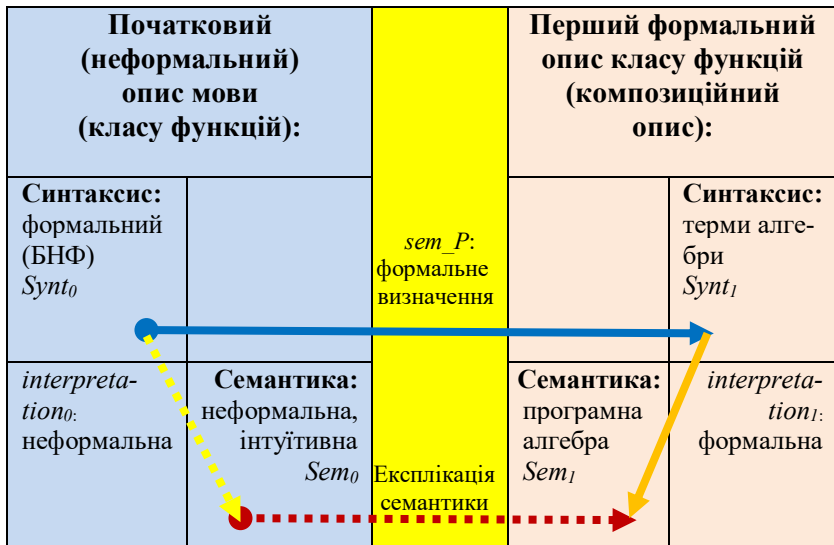 Початковий
(неформальний)
опис мови
(класу функцій):
Перший формальний
опис класу функцій
(композиційний
опис):
Синтаксис:
формальний
(БНФ)
Synt₀
sem_P:
формальне
визначення
Синтаксис:
терми алге-
бри
Synt₁
interpreta-
tion₀:
неформальна
Семантика:
неформальна,
інтуїтивна
Sem₀
Експлікація
семантики
Семантика:
програмна
алгебра
Sem₁
interpreta-
tion₁:
формальна